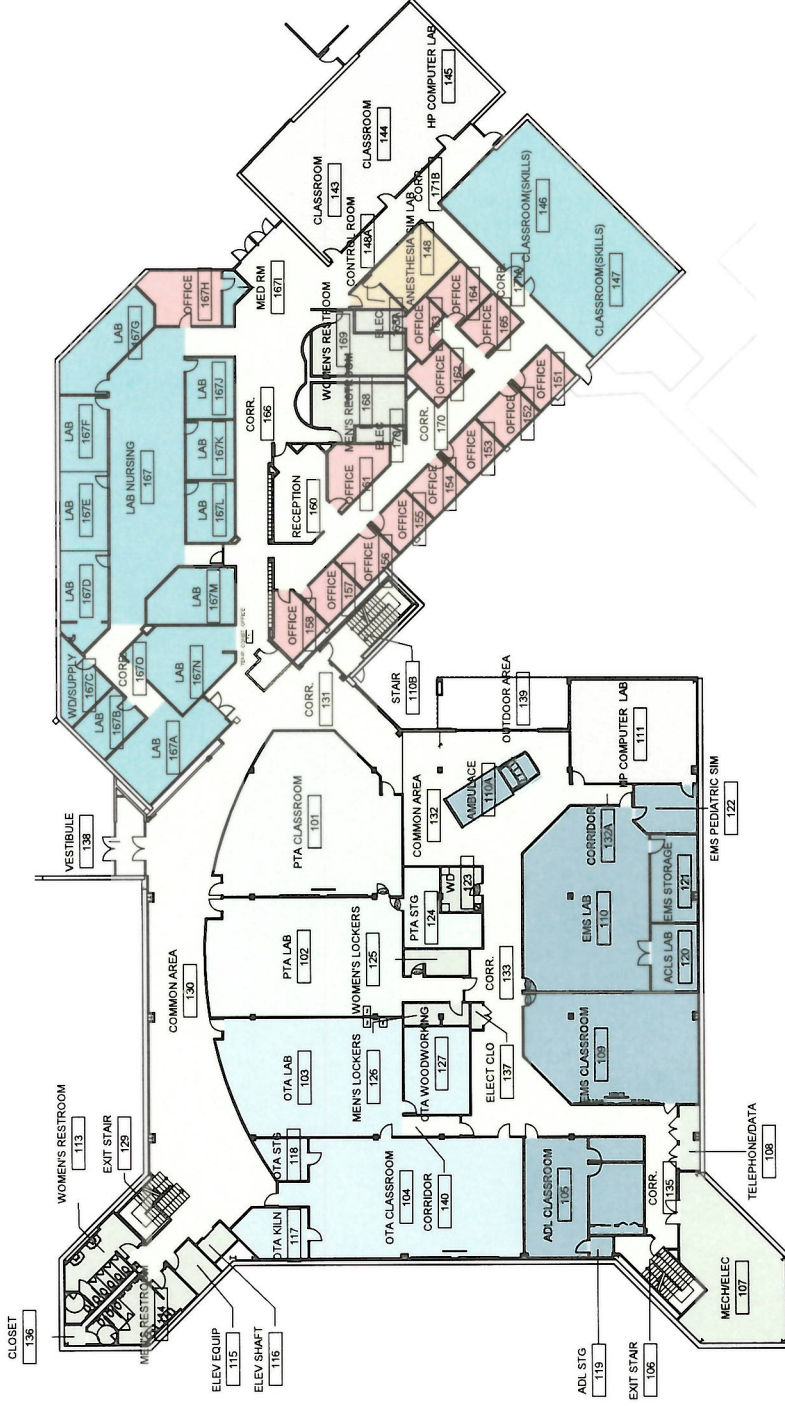 CLOSET
136
WOMEN'S RESTROOM
113
EXIT STAIR
129
MEN'S RESTROOM
114
ELEV EQUIP
115
ELEV SHAFT
116
OTA KILN
117
OTA STG
118
VESTIBULE
138
COMMON AREA
130
OTA LAB
103
PTA LAB
102
PTA CLASSROOM
101
OTA CLASSROOM
104
CORRIDOR
140
MEN'S LOCKERS
126
WOMEN'S LOCKERS
125
OTA WOODWORKING
127
ELECT CLO
137
CORR.
133
PTA STG
124
WD
123
COMMON AREA
132
AMBULACE
110A
OUTDOOR AREA
139
STAIR
110B
CORR.
131
ADL CLASSROOM
105
ADL STG
119
EXIT STAIR
106
MECH/ELEC
107
CORR.
135
TELEPHONE/DATA
108
EMS CLASSROOM
109
EMS LAB
110
ACLS LAB
120
EMS STORAGE
121
CORRIDOR
132A
EMS PEDIATRIC SIM
122
HP COMPUTER LAB
111
LAB
167A
LAB
167B
WD/SUPPLY
167C
CORR.
167O
LAB
167N
LAB
167M
LAB
167D
LAB
167E
LAB
167F
LAB
167G
LAB NURSING
167
LAB
167L
LAB
167K
LAB
167J
OFFICE
167H
MED RM
167I
CORR.
166
RECEPTION
160
OFFICE
161
MEN'S RESTROOM
168
WOMEN'S RESTROOM
169
ELEC
ELEC
CORR.
170
OFFICE
158
OFFICE
157
OFFICE
156
OFFICE
155
OFFICE
154
OFFICE
153
OFFICE
152
OFFICE
151
OFFICE
162
OFFICE
163
OFFICE
164
OFFICE
165
CONTROL ROOM
148A
ANESTHESIA SIM LAB
148
CORR.
171B
CORR.
171A
CLASSROOM
143
CLASSROOM
144
HP COMPUTER LAB
145
CLASSROOM(SKILLS)
146
CLASSROOM(SKILLS)
147